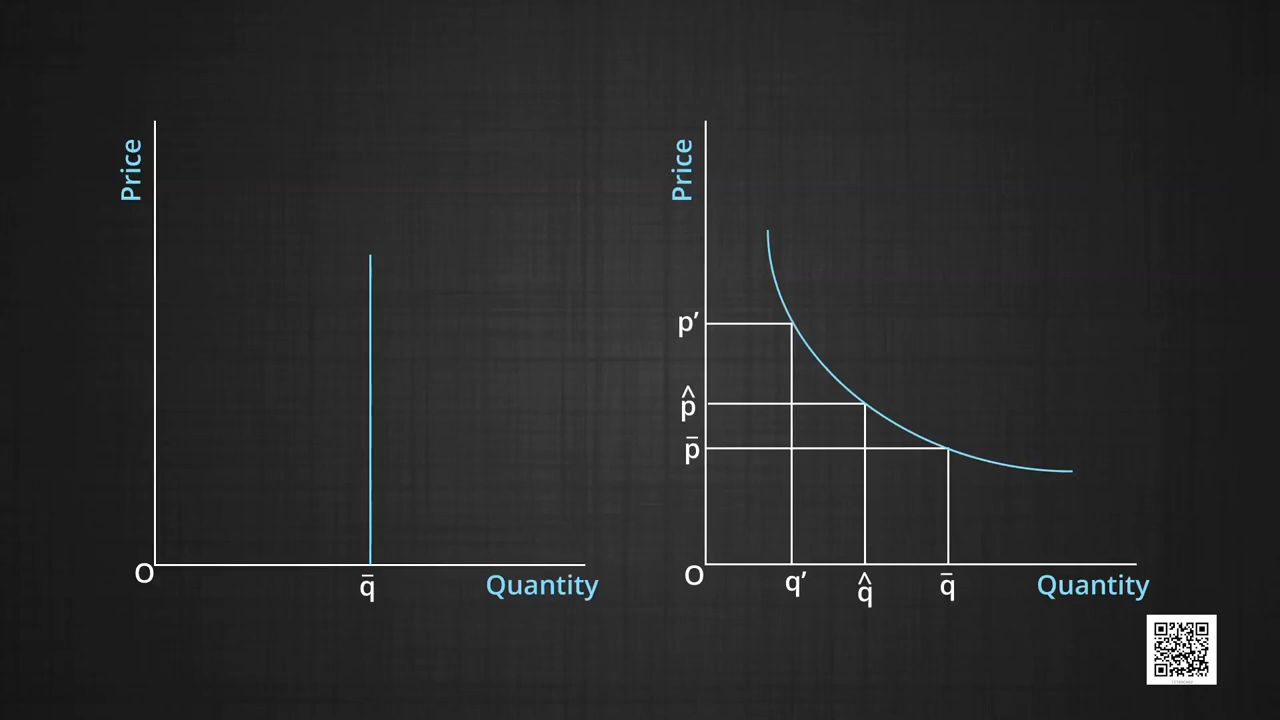 Price
O
q̄
Quantity
Price
p’
p̂
p̄
O
q’
q̂
q̄
Quantity